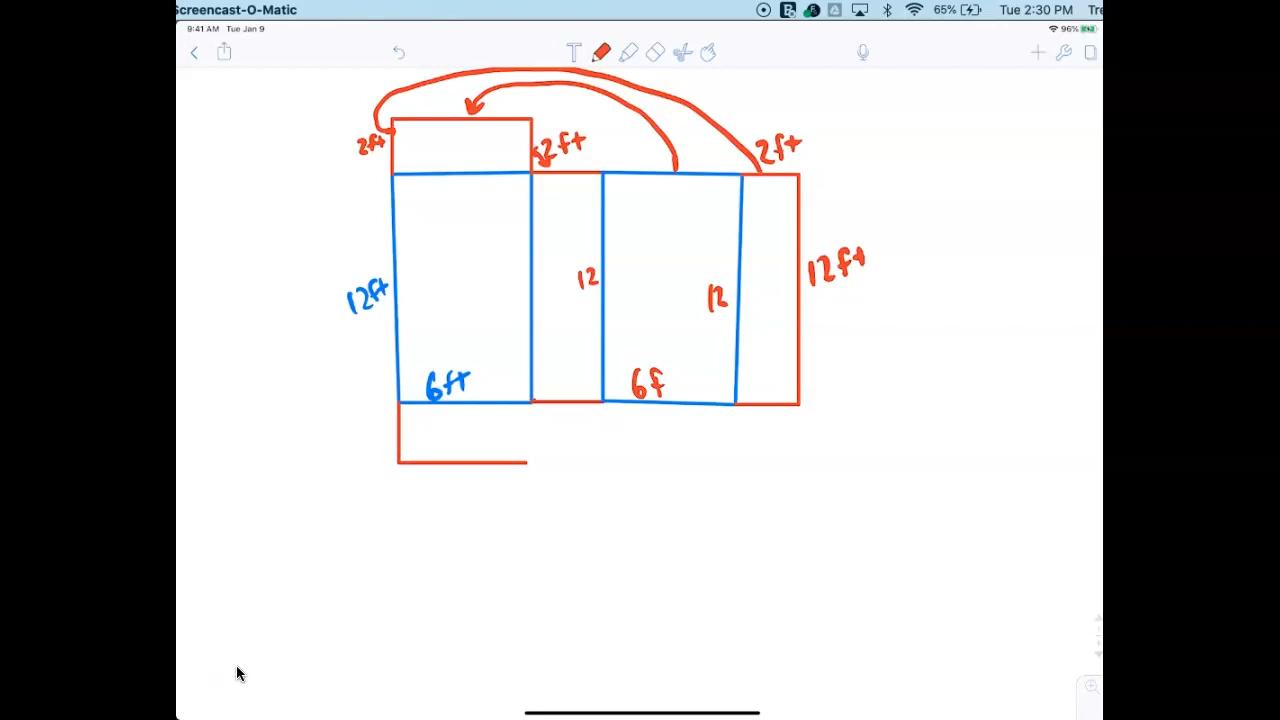 Screencast-O-Matic
65%
Tue 2:30 PM
Tre
9:41 AM Tue Jan 9
96%
T
2ft
2ft
2ft
12ft
12
12
12ft
6ft
6f